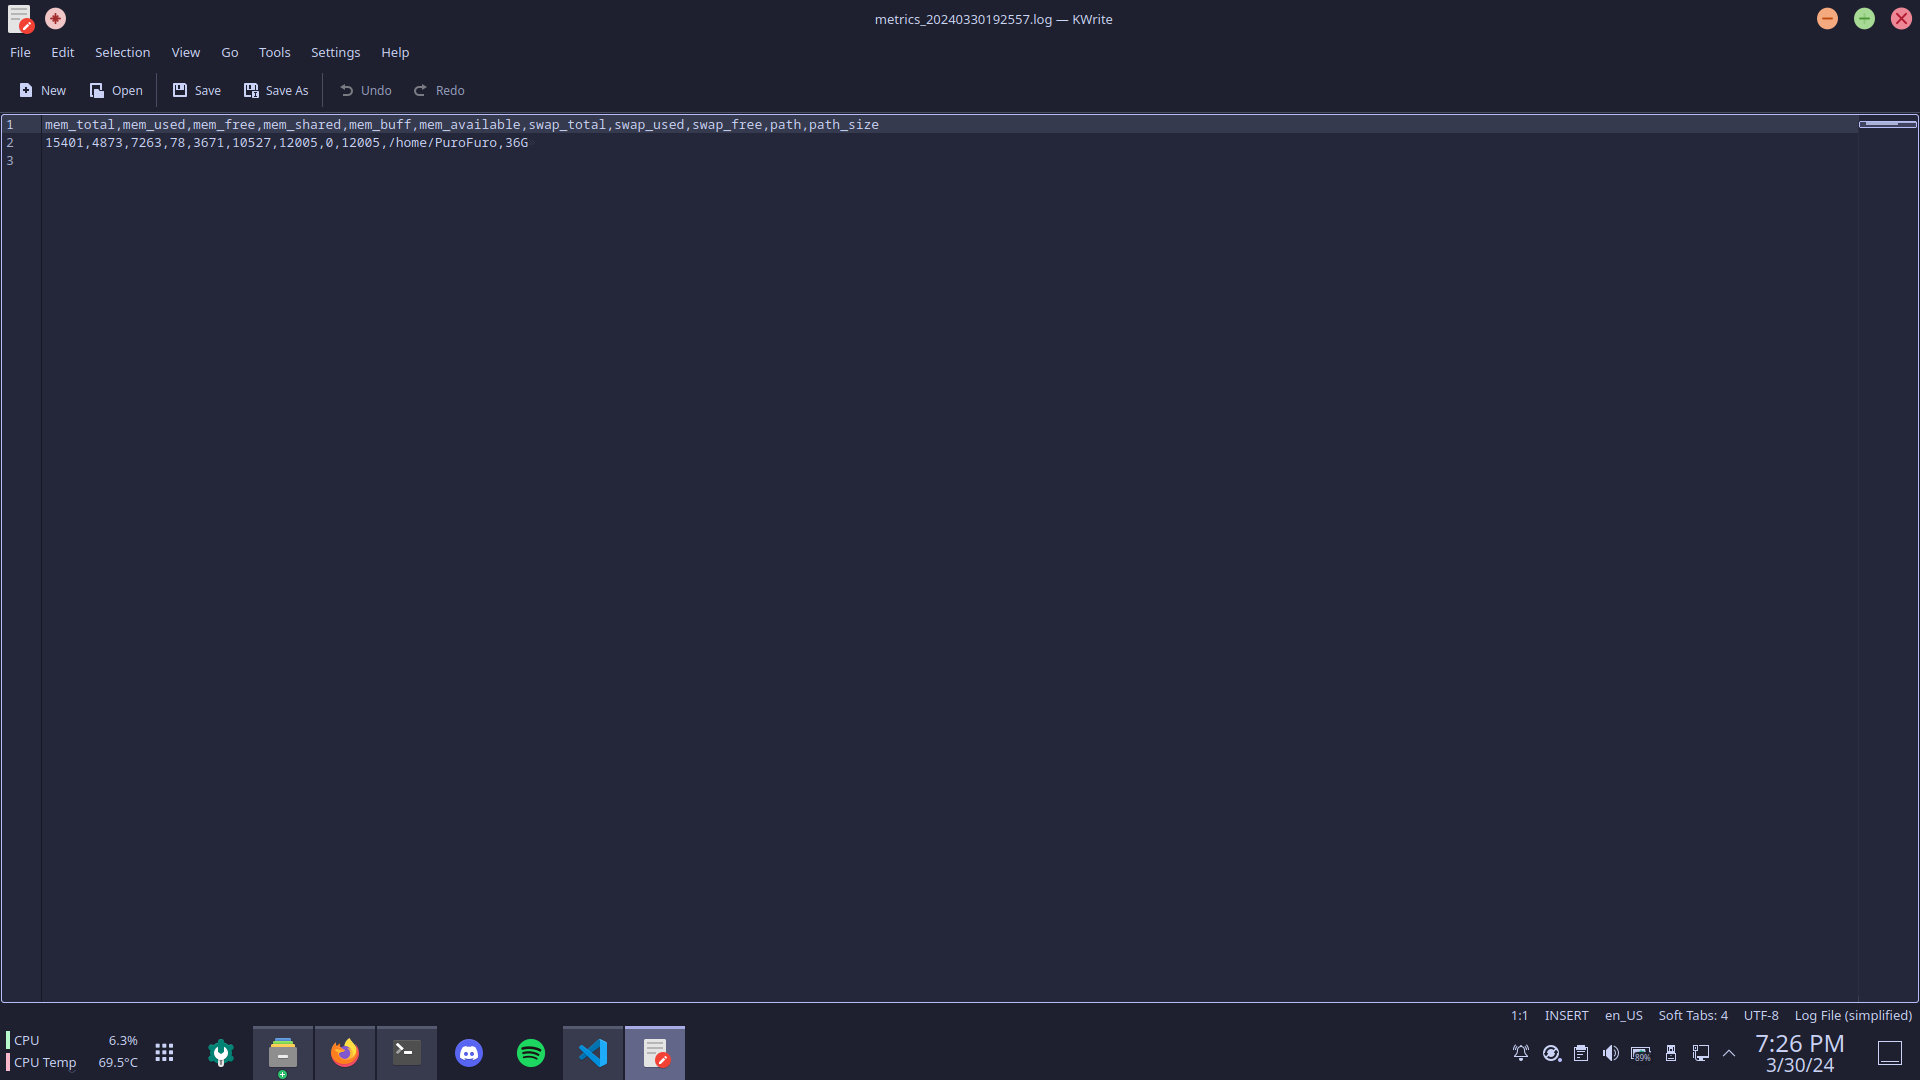 metrics_20240330192557.log — KWrite
File Edit Selection View Go Tools Settings Help
New Open Save Save As Undo Redo
1 mem_total,mem_used,mem_free,mem_shared,mem_buff,mem_available,swap_total,swap_used,swap_free,path,path_size
2 15401,4873,7263,78,3671,10527,12005,0,12005,/home/PuroFuro,36G
3
1:1 INSERT en_US Soft Tabs: 4 UTF-8 Log File (simplified)
CPU 6.3%
CPU Temp 69.5°C
89%
7:26 PM
3/30/24